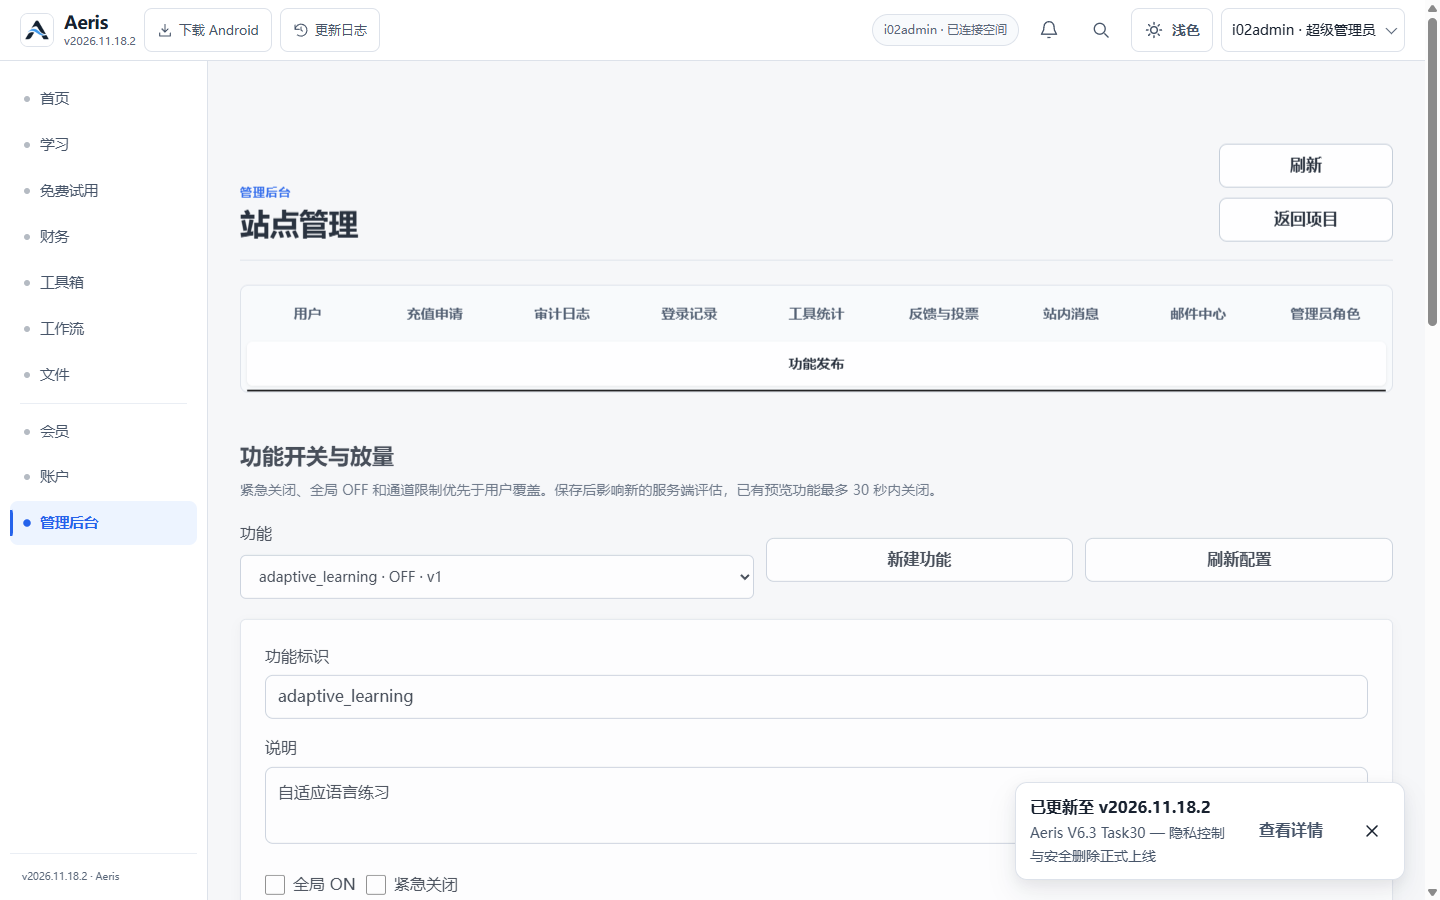 Aeris
v2026.11.18.2
下载 Android
更新日志
i02admin · 已连接空间
浅色
i02admin · 超级管理员
首页
学习
免费试用
财务
工具箱
工作流
文件
会员
账户
管理后台
v2026.11.18.2 · Aeris
管理后台
站点管理
刷新
返回项目
用户
充值申请
审计日志
登录记录
工具统计
反馈与投票
站内消息
邮件中心
管理员角色
功能发布
功能开关与放量
紧急关闭、全局 OFF 和通道限制优先于用户覆盖。保存后影响新的服务端评估，已有预览功能最多 30 秒内关闭。
功能
adaptive_learning · OFF · v1
新建功能
刷新配置
功能标识
adaptive_learning
说明
自适应语言练习
全局 ON
紧急关闭
已更新至 v2026.11.18.2
Aeris V6.3 Task30 — 隐私控制
与安全删除正式上线
查看详情